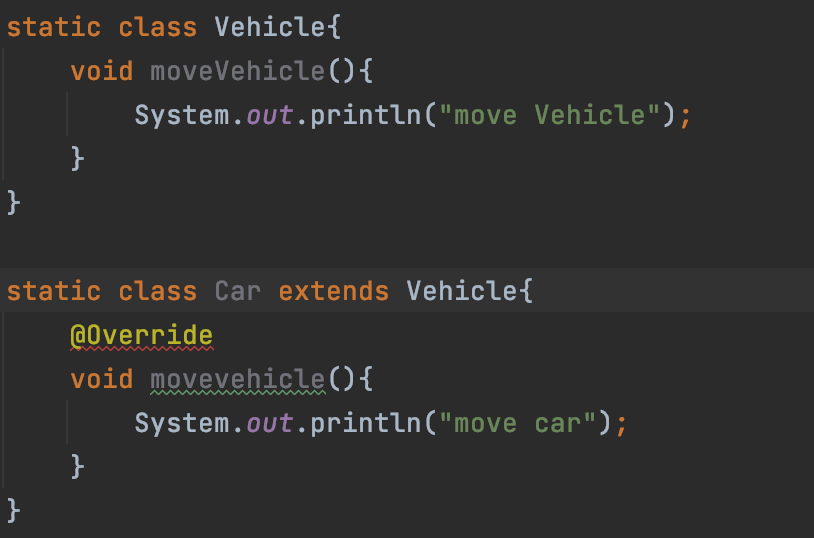 static class Vehicle{
    void moveVehicle(){
        System.out.println("move Vehicle");
    }
}

static class Car extends Vehicle{
    @Override
    void movevehicle(){
        System.out.println("move car");
    }
}